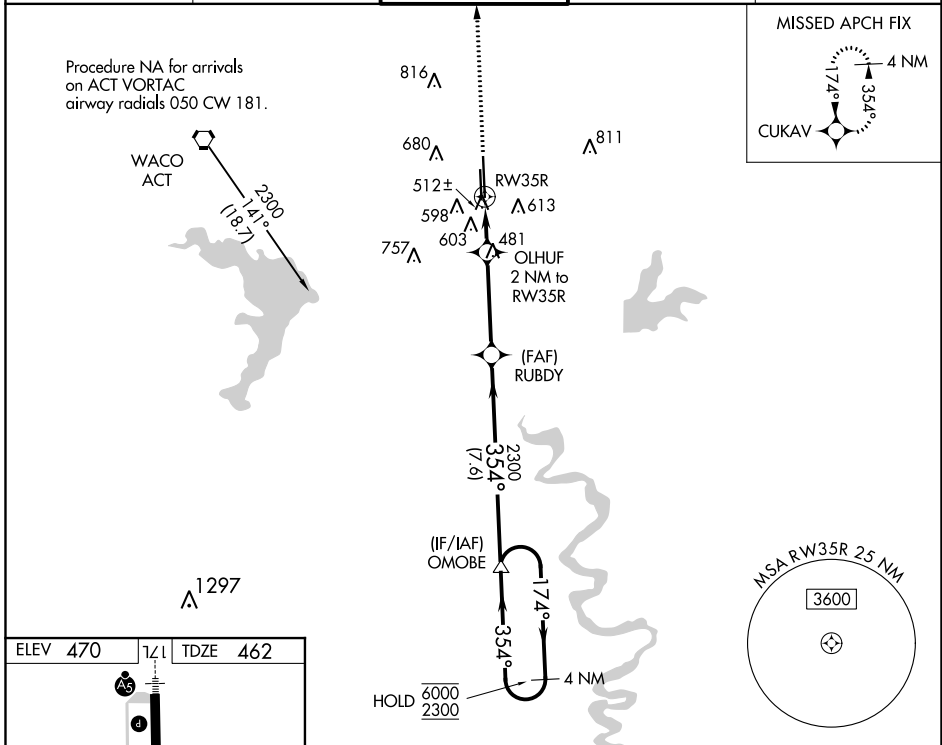 Procedure NA for arrivals
on ACT VORTAC
airway radials 050 CW 181.
WACO
ACT
2300
141°
(18.7)
816
680
512±
598
603
757
RW35R
613
811
481
OLHUF
2 NM to
RW35R
(FAF)
RUBDY
2300
354°
(7.6)
(IF/IAF)
OMOBE
174°
354°
4 NM
HOLD 6000
2300
1297
MISSED APCH FIX
4 NM
174°
354°
CUKAV
MSA RW35R 25 NM
3600
ELEV 470
17L
TDZE 462
A5
P